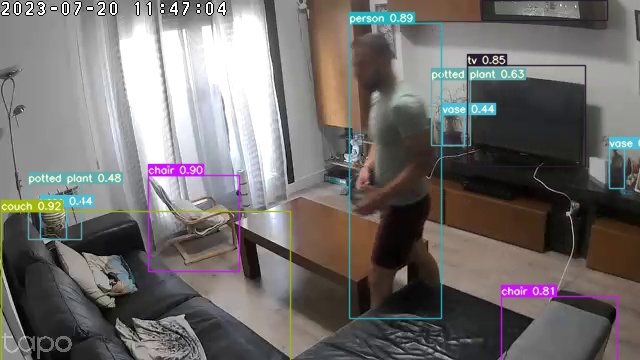 2023-07-20 11:47:04
person 0.89
tv 0.85
potted plant 0.63
vase 0.44
vase
chair 0.90
potted plant 0.48
0.44
couch 0.92
chair 0.81
tapo